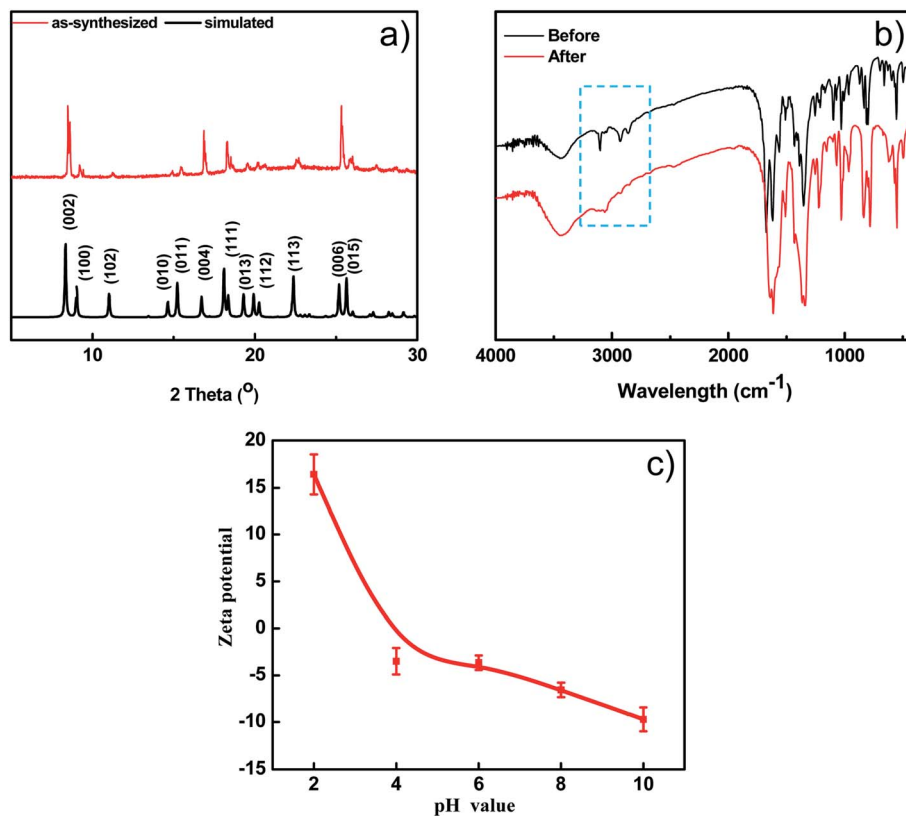 as-synthesized simulated
a)
(002)
(100)
(102)
(010)
(011)
(004)
(111)
(013)
(112)
(113)
(006)
(015)
10 20 30
2 Theta (°)
Before
After
b)
4000 3000 2000 1000
Wavelength (cm-1)
c)
Zeta potential
20
15
10
5
0
-5
-10
-15
2 4 6 8 10
pH value